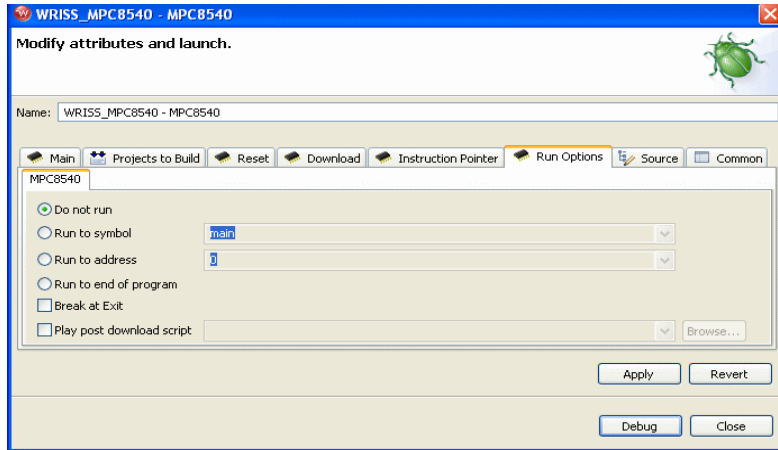 WRISS_MPC8540 - MPC8540
Modify attributes and launch.
Name: WRISS_MPC8540 - MPC8540
Main Projects to Build Reset Download Instruction Pointer Run Options Source Common
MPC8540
Do not run
Run to symbol main
Run to address 0
Run to end of program
Break at Exit
Play post download script Browse...
Apply Revert
Debug Close